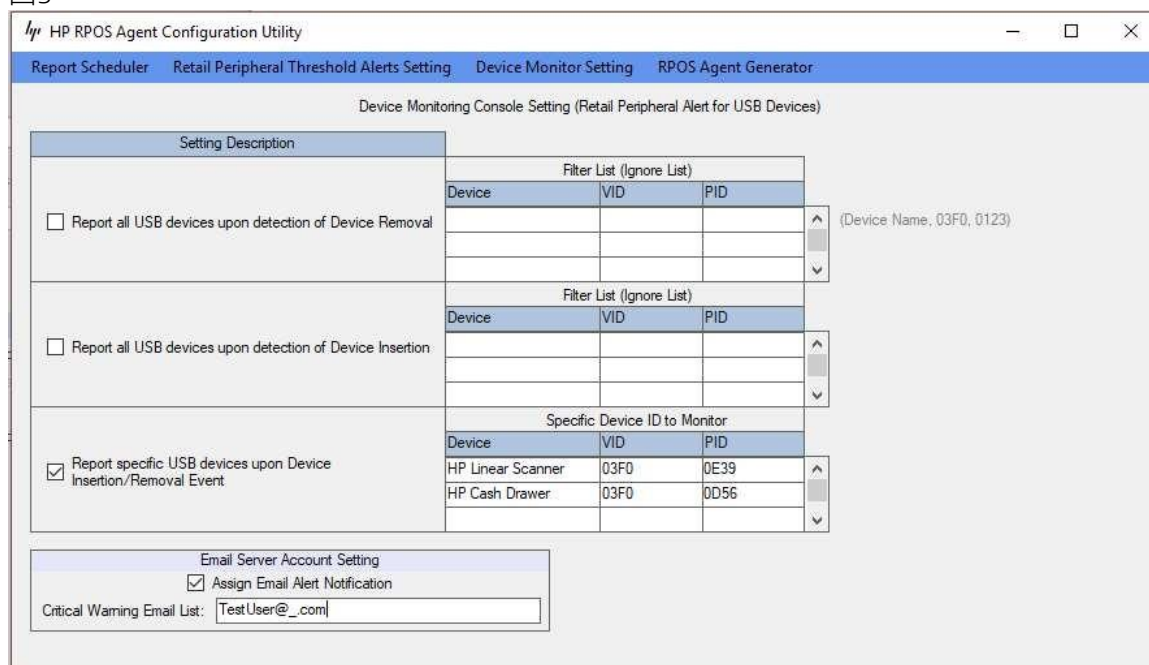 HP RPOS Agent Configuration Utility
Report Scheduler Retail Peripheral Threshold Alerts Setting Device Monitor Setting RPOS Agent Generator
Device Monitoring Console Setting (Retail Peripheral Alert for USB Devices)
Setting Description
Filter List (Ignore List)
Device VID PID
Report all USB devices upon detection of Device Removal
(Device Name, 03F0, 0123)
Filter List (Ignore List)
Device VID PID
Report all USB devices upon detection of Device Insertion
Specific Device ID to Monitor
Device VID PID
Report specific USB devices upon Device
Insertion/Removal Event
HP Linear Scanner 03F0 0E39
HP Cash Drawer 03F0 0D56
Email Server Account Setting
Assign Email Alert Notification
Critical Warning Email List: TestUser@_.com